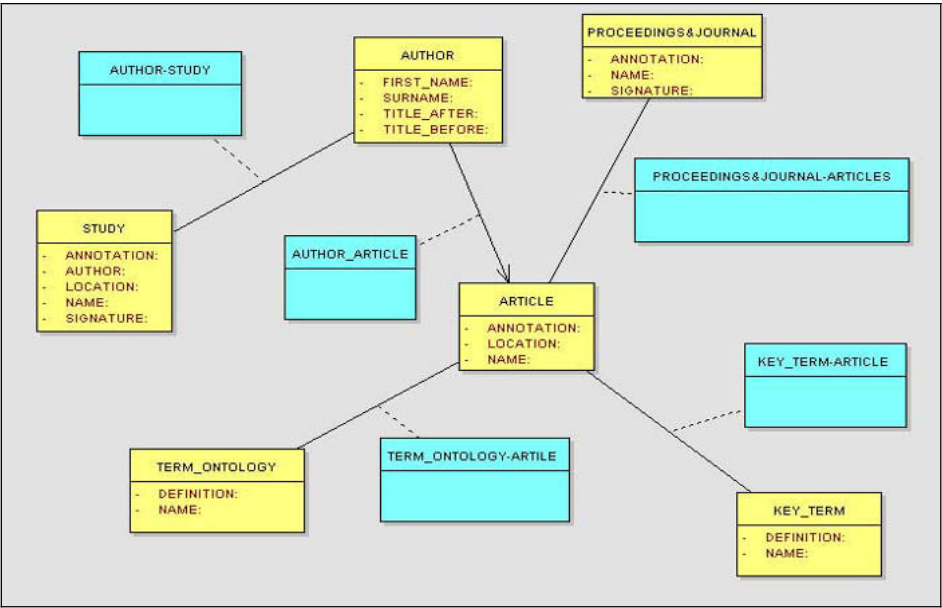 PROCEEDINGS&JOURNAL
- ANNOTATION:
- NAME:
- SIGNATURE:
AUTHOR
- FIRST_NAME:
- SURNAME:
- TITLE_AFTER:
- TITLE_BEFORE:
AUTHOR-STUDY
PROCEEDINGS&JOURNAL-ARTICLES
STUDY
- ANNOTATION:
- AUTHOR:
- LOCATION:
- NAME:
- SIGNATURE:
AUTHOR_ARTICLE
ARTICLE
- ANNOTATION:
- LOCATION:
- NAME:
KEY_TERM-ARTICLE
TERM_ONTOLOGY
- DEFINITION:
- NAME:
TERM_ONTOLOGY-ARTILE
KEY_TERM
- DEFINITION:
- NAME: